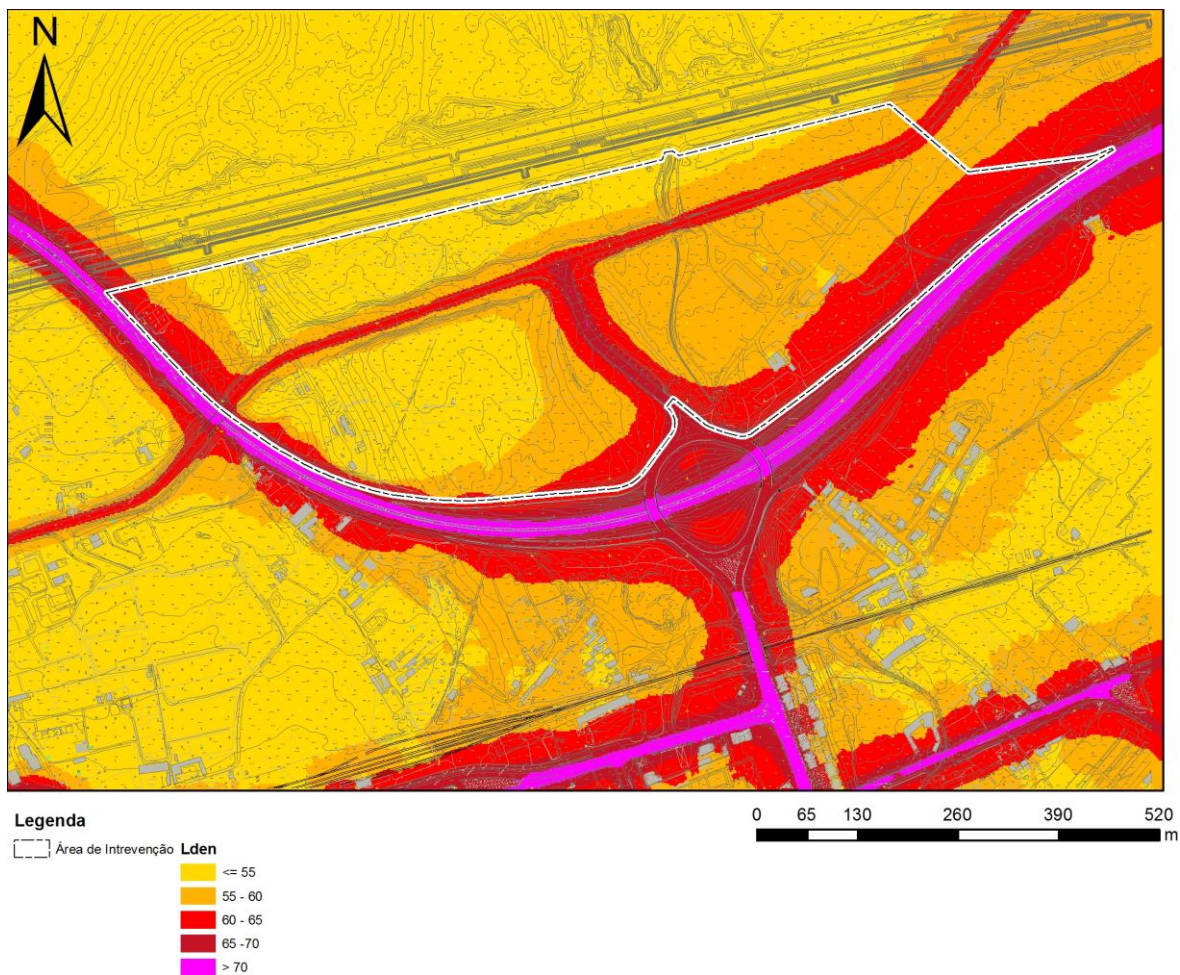 N
Legenda
Área de Intrevenção
Lden
<= 55
55 - 60
60 - 65
65 -70
> 70
0 65 130 260 390 520
m